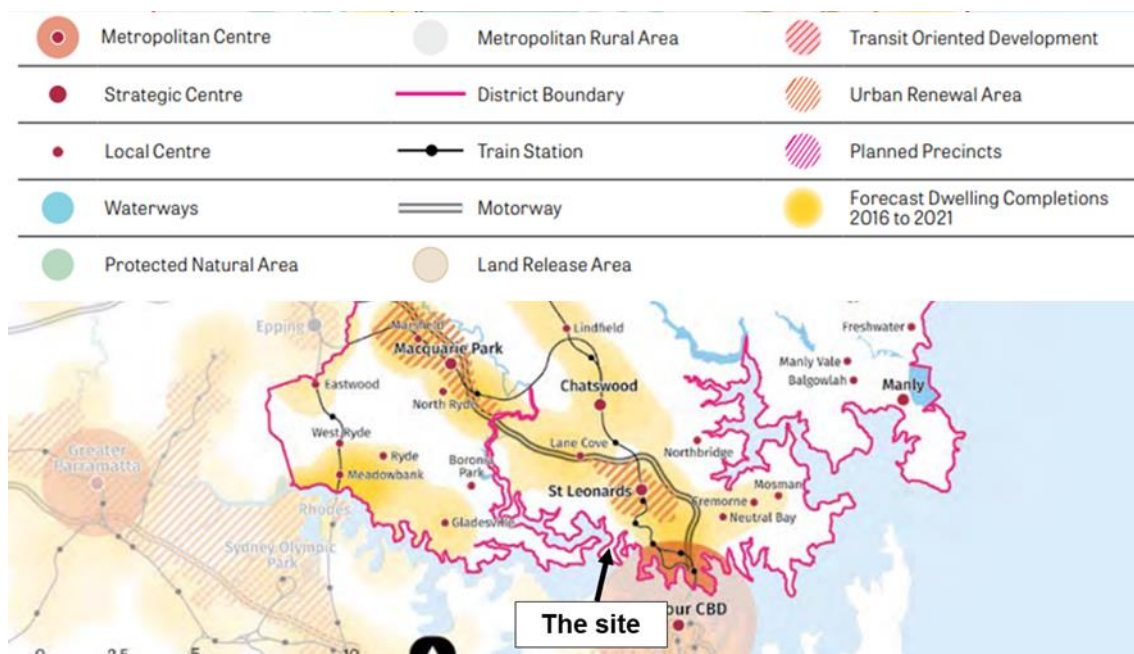 Metropolitan Centre
Metropolitan Rural Area
Transit Oriented Development
Strategic Centre
District Boundary
Urban Renewal Area
Local Centre
Train Station
Planned Precincts
Waterways
Motorway
Forecast Dwelling Completions
2016 to 2021
Protected Natural Area
Land Release Area
Epping
Lindfield
Freshwater
Macquarie Park
Manly Vale
Balgowlah
Manly
Eastwood
Chatswood
North Ryde
West Ryde
Lane Cove
Northbridge
Greater
Parramatta
Ryde
Meadowbank
Boronia
Park
St Leonards
Mosman
Cremorne
Neutral Bay
Rhodes
Gladesville
Sydney Olympic
Park
The site
our CBD